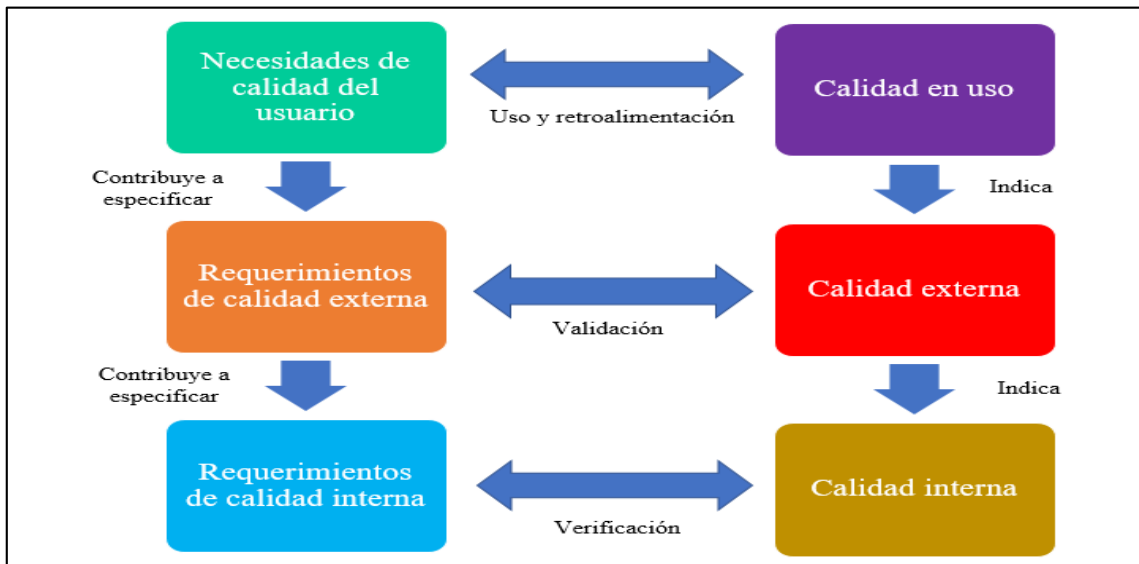 Necesidades de
calidad del
usuario
Uso y retroalimentación
Calidad en uso
Contribuye a
especificar
Indica
Requerimientos
de calidad externa
Validación
Calidad externa
Contribuye a
especificar
Indica
Requerimientos
de calidad interna
Verificación
Calidad interna